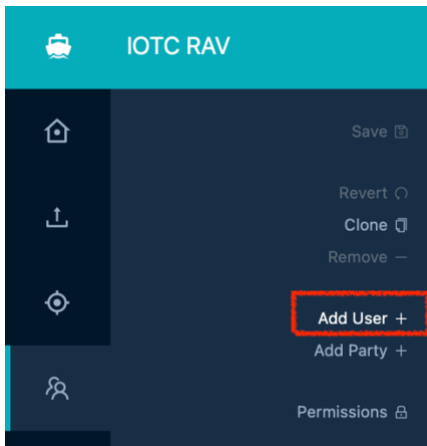 IOTC RAV
Save
Revert
Clone
Remove
Add User +
Add Party +
Permissions